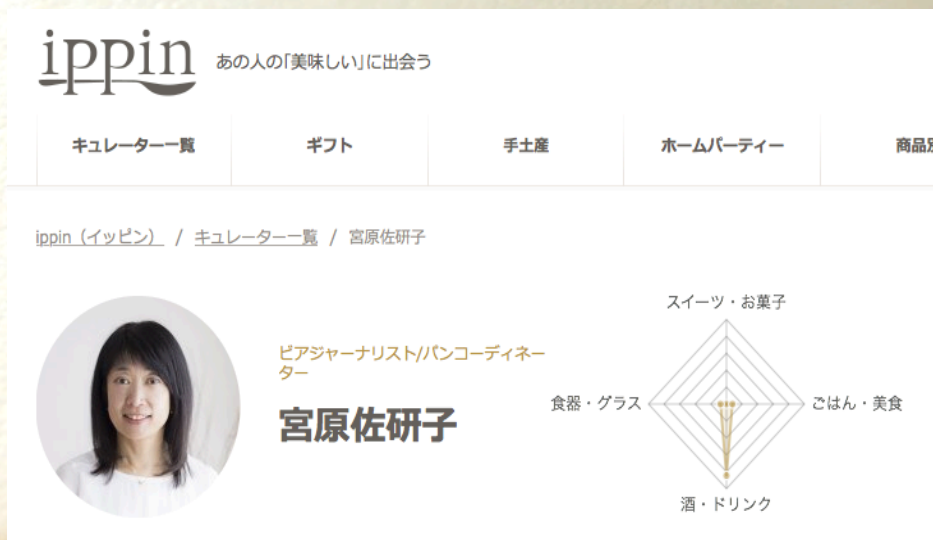 ippin あの人の「美味しい」に出会う
キュレーター一覧 ギフト 手土産 ホームパーティー 商品別
ippin（イッピン） / キュレーター一覧 / 宮原佐研子
スイーツ・お菓子
ビアジャーナリスト/パンコーディネー
ター
食器・グラス ごはん・美食
宮原佐研子
酒・ドリンク